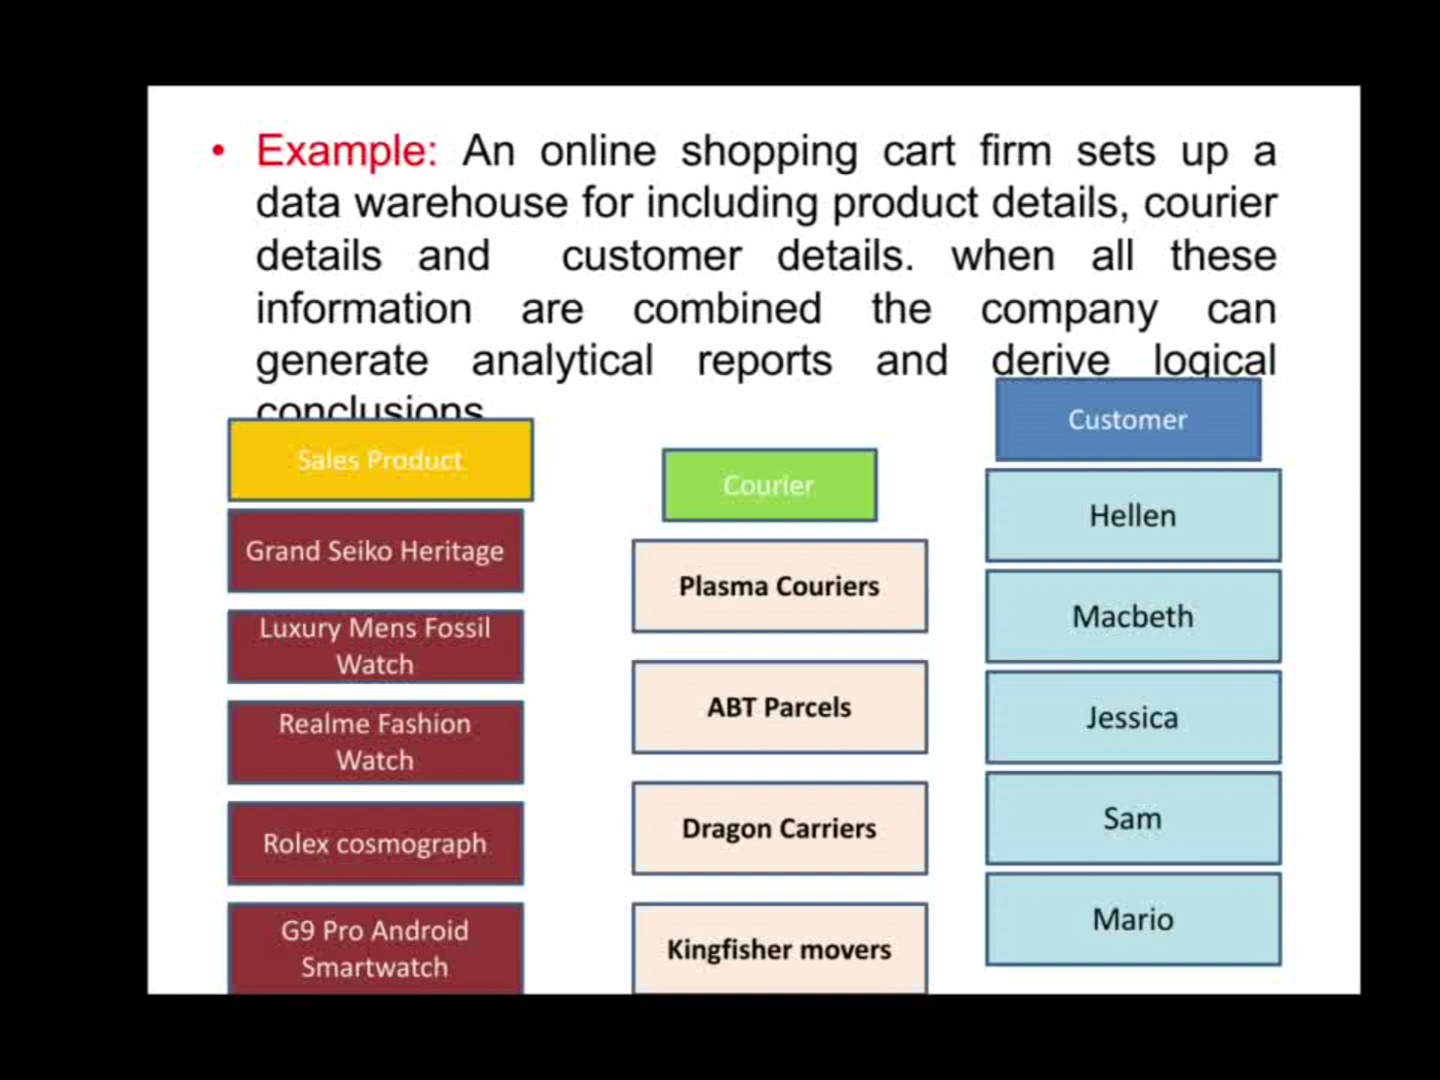 • Example: An online shopping cart firm sets up a
data warehouse for including product details, courier
details and customer details. when all these
information are combined the company can
generate analytical reports and derive logical
conclusions
Sales Product
Grand Seiko Heritage
Luxury Mens Fossil
Watch
Realme Fashion
Watch
Rolex cosmograph
G9 Pro Android
Smartwatch
Courier
Plasma Couriers
ABT Parcels
Dragon Carriers
Kingfisher movers
Customer
Hellen
Macbeth
Jessica
Sam
Mario